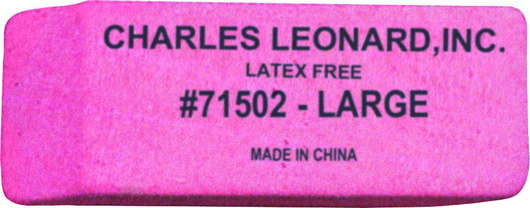 CHARLES LEONARD,INC.
LATEX FREE
#71502 - LARGE
MADE IN CHINA